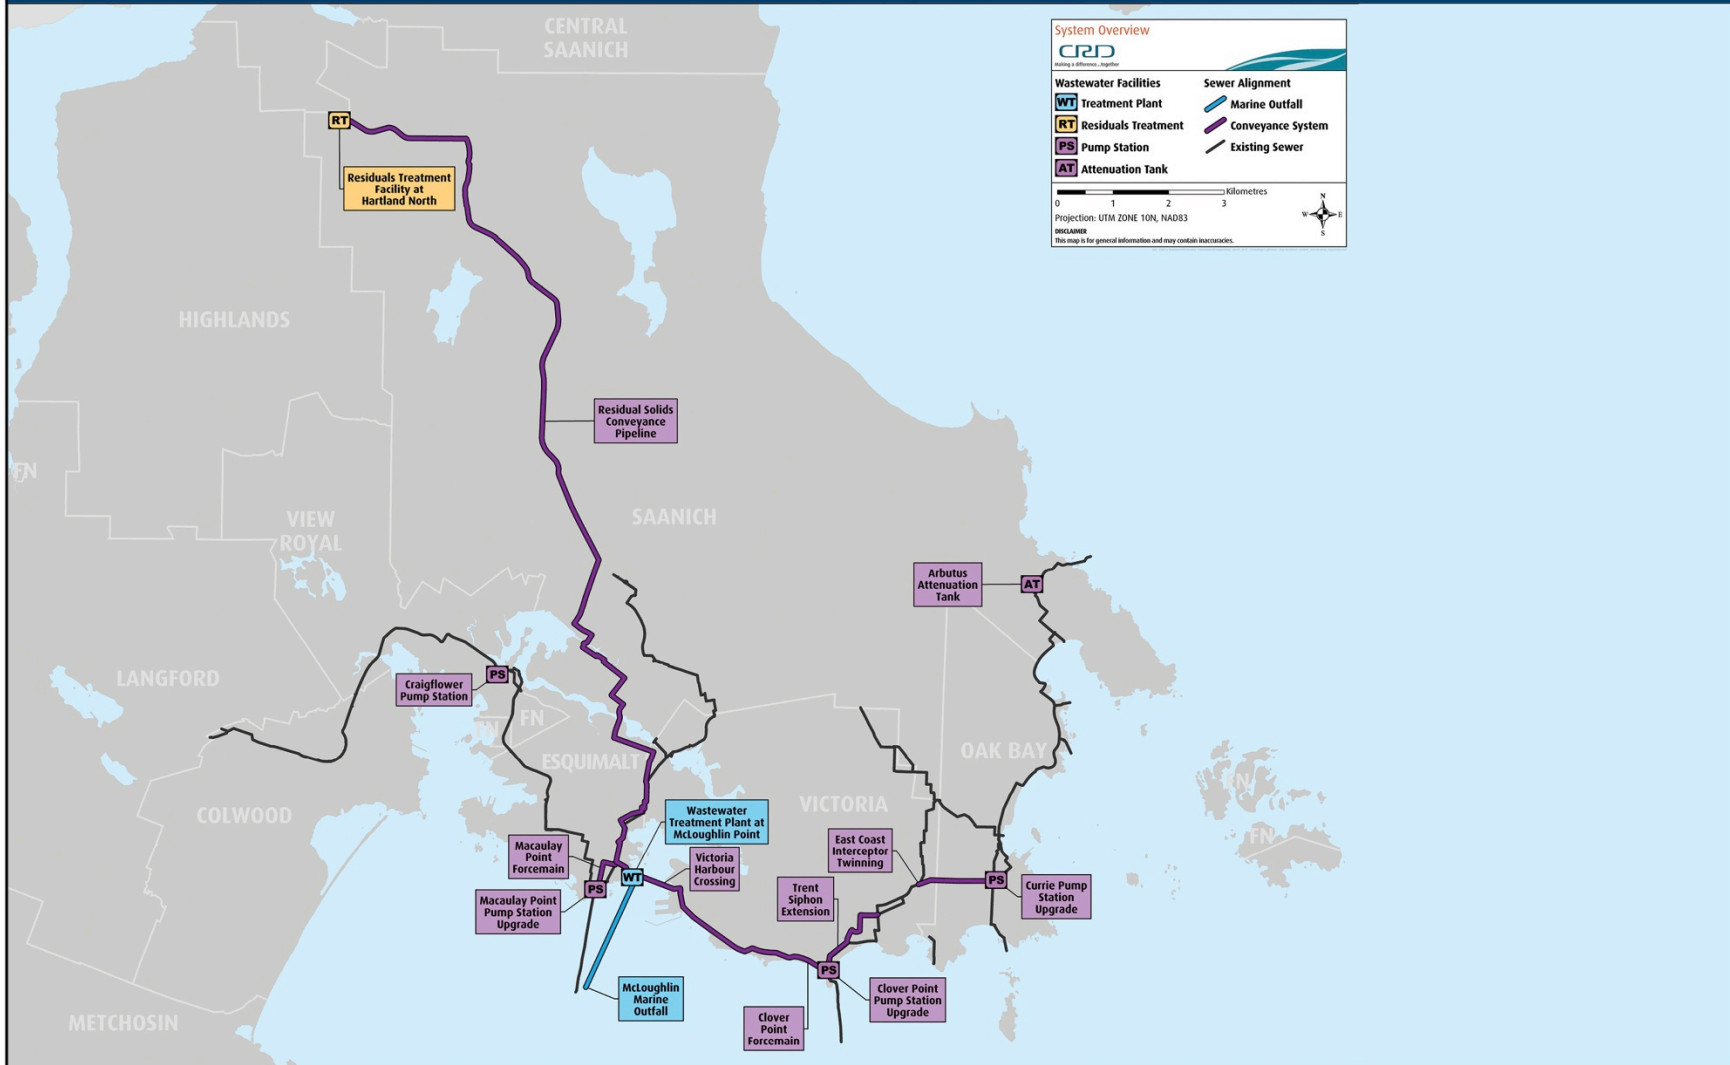 CENTRAL
SAANICH
System Overview
CRD
Making a difference...together
Wastewater Facilities
WT Treatment Plant
RT Residuals Treatment
PS Pump Station
AT Attenuation Tank
Sewer Alignment
Marine Outfall
Conveyance System
Existing Sewer
Kilometres
0 1 2 3
Projection: UTM ZONE 10N, NAD83
DISCLAIMER
This map is for general information and may contain inaccuracies.
N
W E
S
RT
Residuals Treatment
Facility at
Hartland North
HIGHLANDS
Residual Solids
Conveyance
Pipeline
FN
VIEW
ROYAL
SAANICH
Arbutus
Attenuation
Tank
AT
LANGFORD
Craigflower
Pump Station
PS
FN
FN
ESQUIMALT
OAK BAY
FN
COLWOOD
VICTORIA
Wastewater
Treatment Plant at
McLoughlin Point
Macaulay
Point
Forcemain
Victoria
Harbour
Crossing
East Coast
Interceptor
Twinning
FN
WT
PS
PS
Macaulay Point
Pump Station
Upgrade
Trent
Siphon
Extension
Currie Pump
Station
Upgrade
PS
McLoughlin
Marine
Outfall
Clover
Point
Forcemain
Clover Point
Pump Station
Upgrade
METCHOSIN